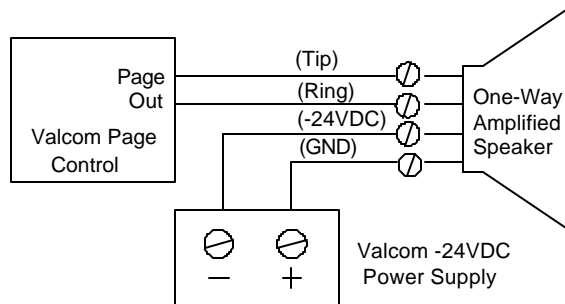 (Tip)
Page
Out
(Ring)
(-24VDC)
(GND)
Valcom Page
Control
One-Way
Amplified
Speaker
− +
Valcom -24VDC
Power Supply